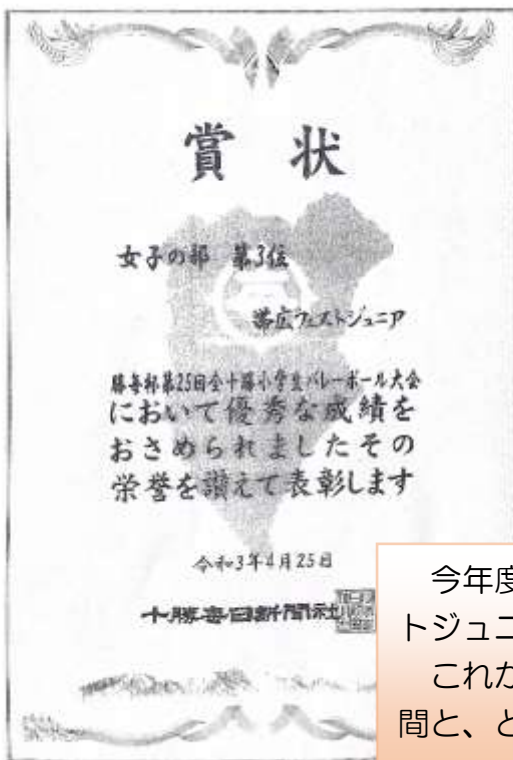 賞状
女子の部 第3位
帯広フェストジュニア
勝毎杯第25回全十勝小学生バレーボール大会
において優秀な成績を
おさめられましたその
栄誉を讃えて表彰します
令和3年4月25日
十勝毎日新聞社
今年度
トジュニ
これか
間と、と